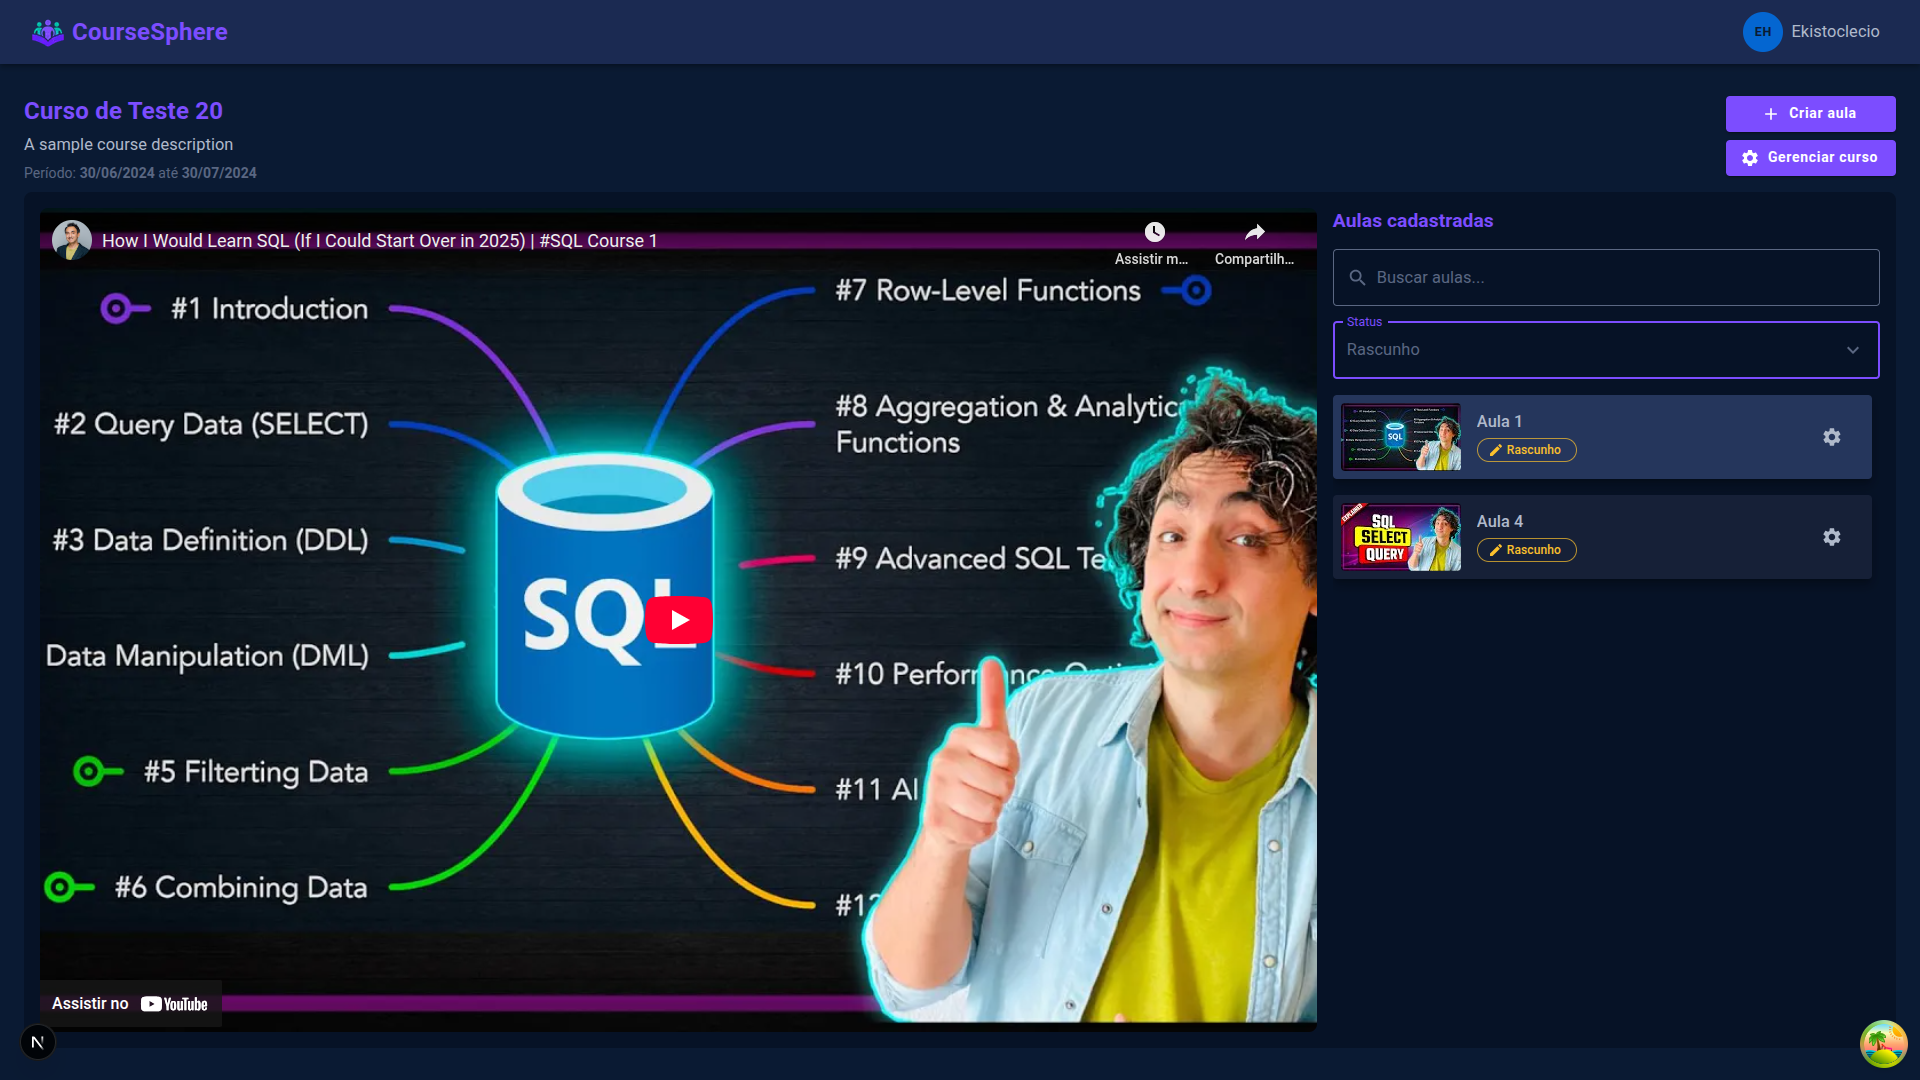 CourseSphere
EH Ekistoclecio
Curso de Teste 20
A sample course description
Período: 30/06/2024 até 30/07/2024
Criar aula
Gerenciar curso
How I Would Learn SQL (If I Could Start Over in 2025) | #SQL Course 1
Assistir m...
Compartilh...
#1 Introduction
#2 Query Data (SELECT)
#3 Data Definition (DDL)
Data Manipulation (DML)
#5 Filterting Data
#6 Combining Data
SQL
#7 Row-Level Functions
#8 Aggregation & Analytic
Functions
#9 Advanced SQL Te
#10 Perform
#11 AI
Assistir no YouTube
N
Aulas cadastradas
Buscar aulas...
Status
Rascunho
Aula 1
Rascunho
SQL
EXPLAINED
SQL
SELECT
QUERY
Aula 4
Rascunho